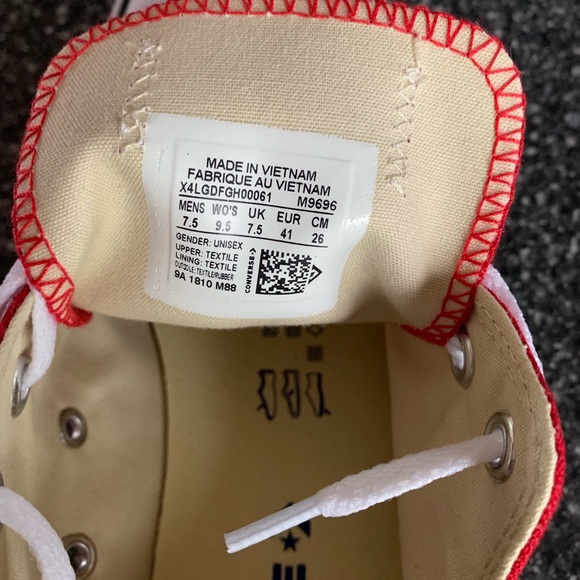 MADE IN VIETNAM
FABRIQUE AU VIETNAM
X4LGDFGH00061 M9696
MENS WO'S UK EUR CM
7.5 9.5 7.5 41 26
GENDER: UNISEX
UPPER: TEXTILE
LINING: TEXTILE
OUTSOLE: TEXTILE/RUBBER
9A 1810 M88
CONVERSE